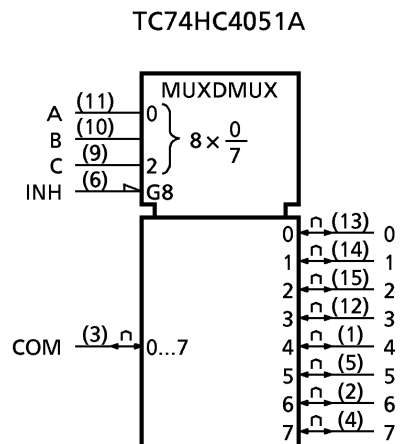 TC74HC4051A
MUXDMUX
A (11) 0
B (10) 8 × 0/7
C (9) 2
INH (6) G8
0 (13) 0
1 (14) 1
2 (15) 2
3 (12) 3
COM (3) 0...7 4 (1) 4
5 (5) 5
6 (2) 6
7 (4) 7